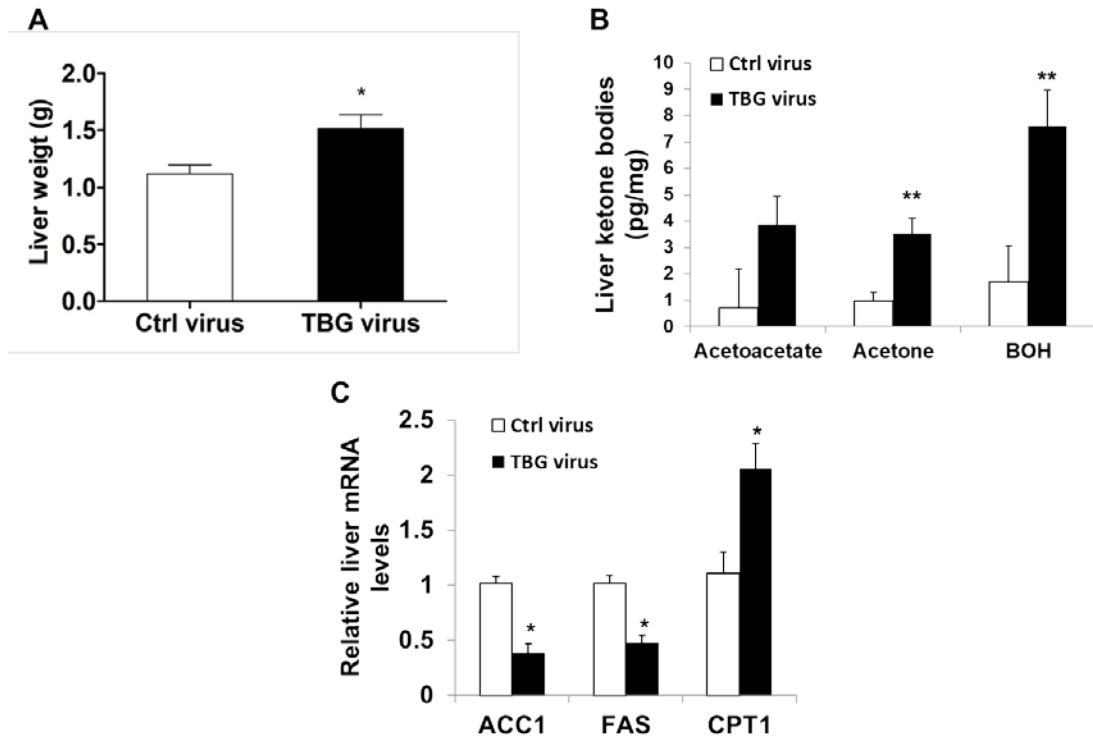 A
Liver weigt (g)
2.0
1.5
1.0
0.5
0.0
*
Ctrl virus TBG virus
B
Liver ketone bodies
(pg/mg)
10
9
8
7
6
5
4
3
2
1
0
Ctrl virus
TBG virus
**
**
Acetoacetate Acetone BOH
C
Relative liver mRNA
levels
2.5
2
1.5
1
0.5
0
Ctrl virus
TBG virus
*
*
*
ACC1 FAS CPT1